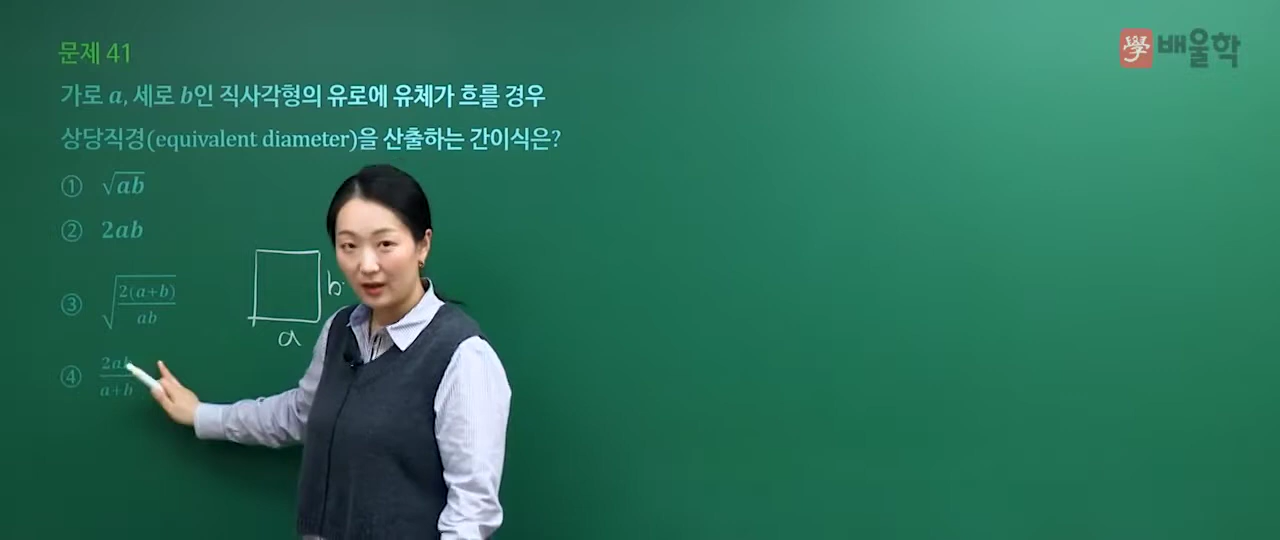 學 배울학
문제 41
가로 a, 세로 b인 직사각형의 유로에 유체가 흐를 경우
상당직경(equivalent diameter)을 산출하는 간이식은?
① √ab
② 2ab
③ √(2(a+b)/ab)
④ 2ab/a+b
b
a